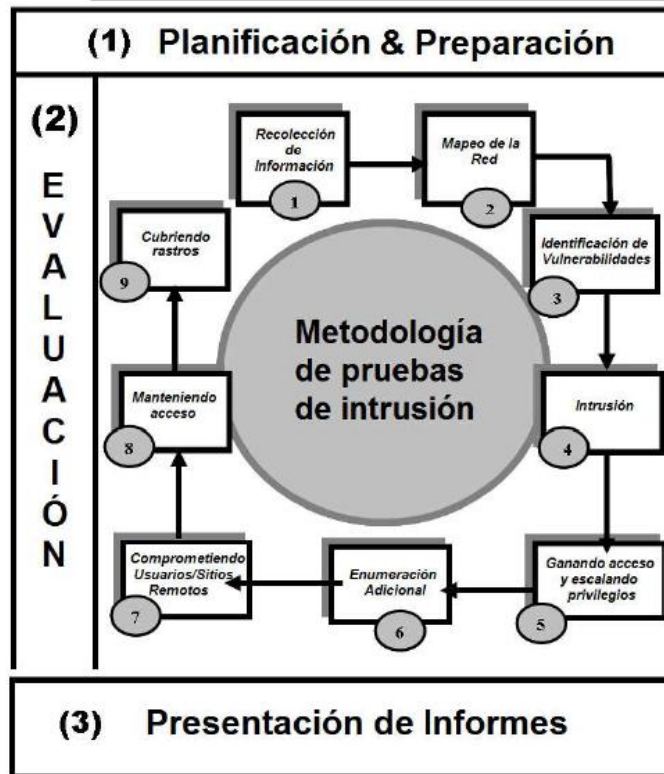 (1) Planificación & Preparación
(2)
EVALUACIÓN
Recolección
de
Información
1
Mapeo de la
Red
2
Identificación de
Vulnerabilidades
3
Intrusión
4
Ganando acceso
y escalando
privilegios
5
Enumeración
Adicional
6
Comprometiendo
Usuarios/Sitios
Remotos
7
Manteniendo
acceso
8
Cubriendo
rastros
9
Metodología
de pruebas
de intrusión
(3) Presentación de Informes